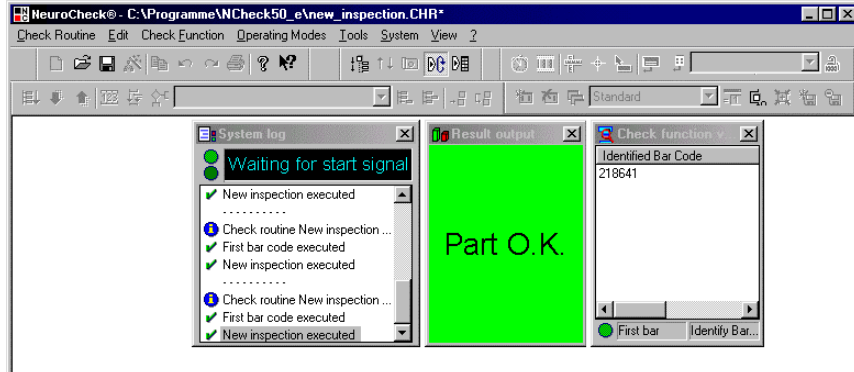 NeuroCheck® - C:\Programme\NCheck50_e\new_inspection.CHR*
Check Routine Edit Check Function Operating Modes Tools System View ?
Standard
System log
Waiting for start signal
New inspection executed
- - - - - - - - - -
Check routine New inspection ...
First bar code executed
New inspection executed
- - - - - - - - - -
Check routine New inspection ...
First bar code executed
New inspection executed
Result output
Part O.K.
Check function v...
Identified Bar Code
218641
First bar
Identify Bar...